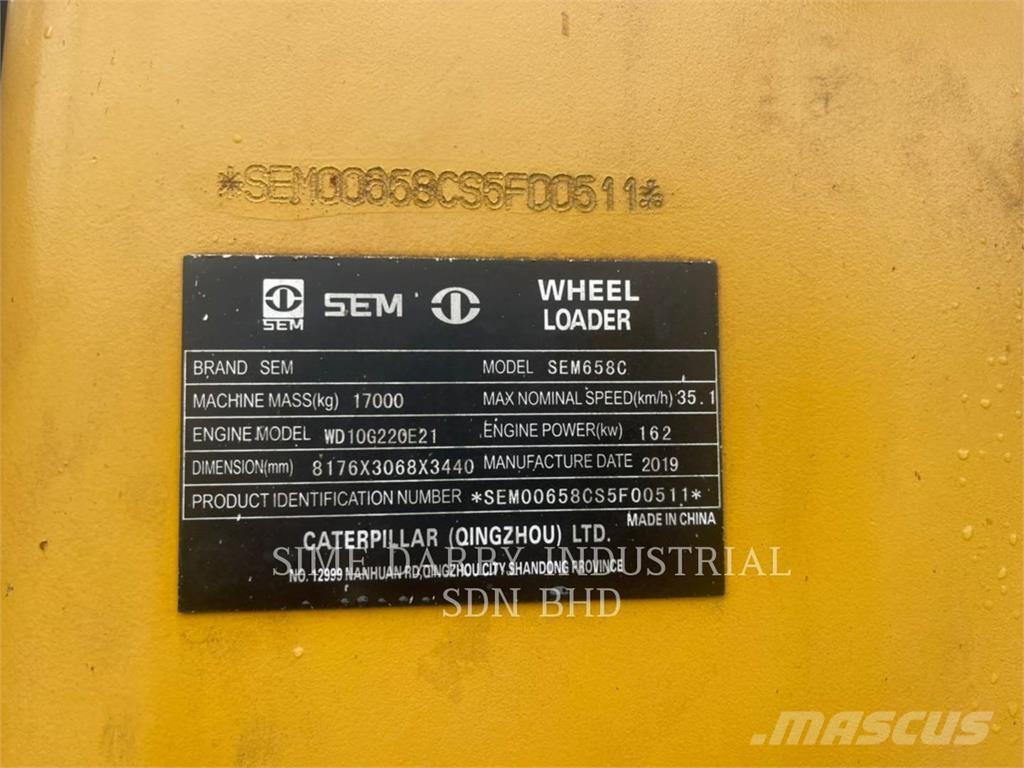 *SEM00658CS5F00511*
SEM SEM WHEEL
LOADER
BRAND SEM MODEL SEM658C
MACHINE MASS(kg) 17000 MAX NOMINAL SPEED(km/h) 35.1
ENGINE MODEL WD10G220E21 ENGINE POWER(kw) 162
DIMENSION(mm) 8176X3068X3440 MANUFACTURE DATE 2019
PRODUCT IDENTIFICATION NUMBER *SEM00658CS5F00511*
MADE IN CHINA
CATERPILLAR (QINGZHOU) LTD.
SIME DARBY INDUSTRIAL
NO. 12999 NANHUAN RD,QINGZHOU CITY.SHANDONG PROVINCE
SDN BHD
MASCUS